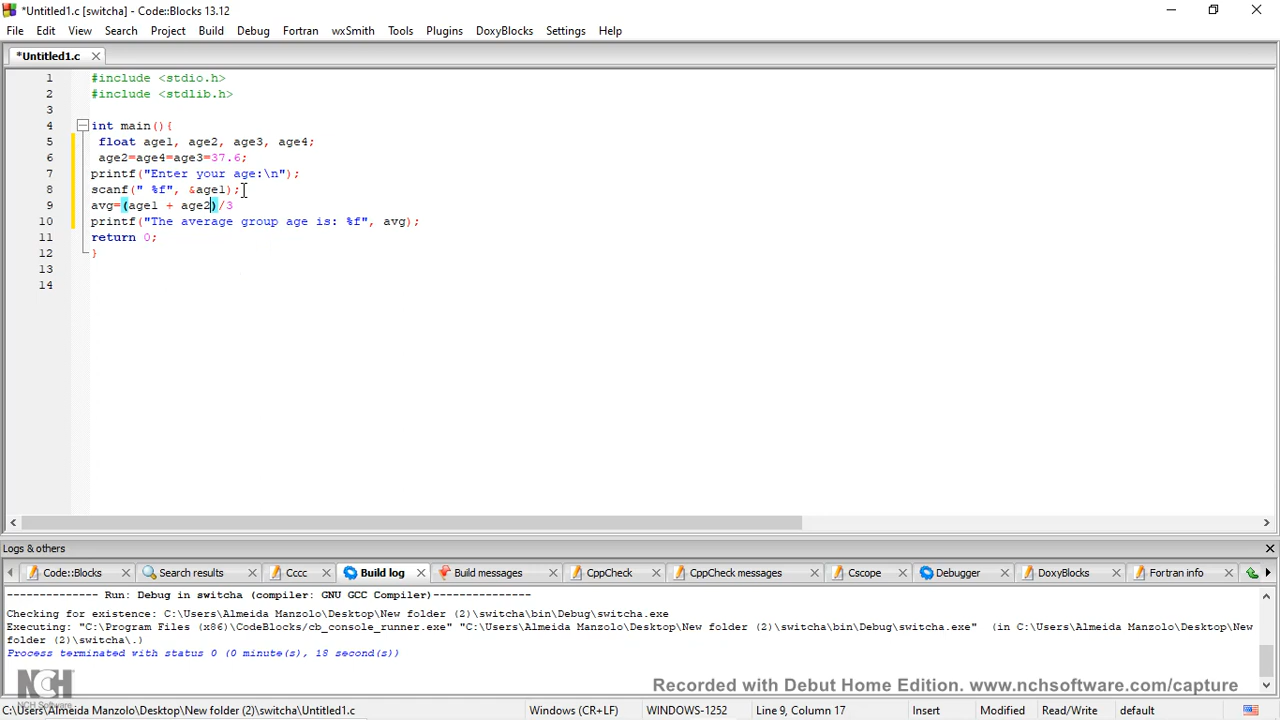 *Untitled1.c [switcha] - Code::Blocks 13.12
File Edit View Search Project Build Debug Fortran wxSmith Tools Plugins DoxyBlocks Settings Help
*Untitled1.c
1 #include <stdio.h>
2 #include <stdlib.h>
3
4 int main(){
5 float age1, age2, age3, age4;
6 age2=age4=age3=37.6;
7 printf("Enter your age:\n");
8 scanf(" %f", &age1);
9 avg=(age1 + age2)/3
10 printf("The average group age is: %f", avg);
11 return 0;
12 }
13
14
Logs & others
Code::Blocks Search results Cccc Build log Build messages CppCheck CppCheck messages Cscope Debugger DoxyBlocks Fortran info
-------------- Run: Debug in switcha (compiler: GNU GCC Compiler)---------------
Checking for existence: C:\Users\Almeida Manzolo\Desktop\New folder (2)\switcha\bin\Debug\switcha.exe
Executing: "C:\Program Files (x86)\CodeBlocks/cb_console_runner.exe" "C:\Users\Almeida Manzolo\Desktop\New folder (2)\switcha\bin\Debug\switcha.exe"  (in C:\Users\Almeida Manzolo\Desktop\New
folder (2)\switcha\.)
Process terminated with status 0 (0 minute(s), 18 second(s))
NCH
NCH Software
Recorded with Debut Home Edition. www.nchsoftware.com/capture
C:\Users\Almeida Manzolo\Desktop\New folder (2)\switcha\Untitled1.c Windows (CR+LF) WINDOWS-1252 Line 9, Column 17 Insert Modified Read/Write default